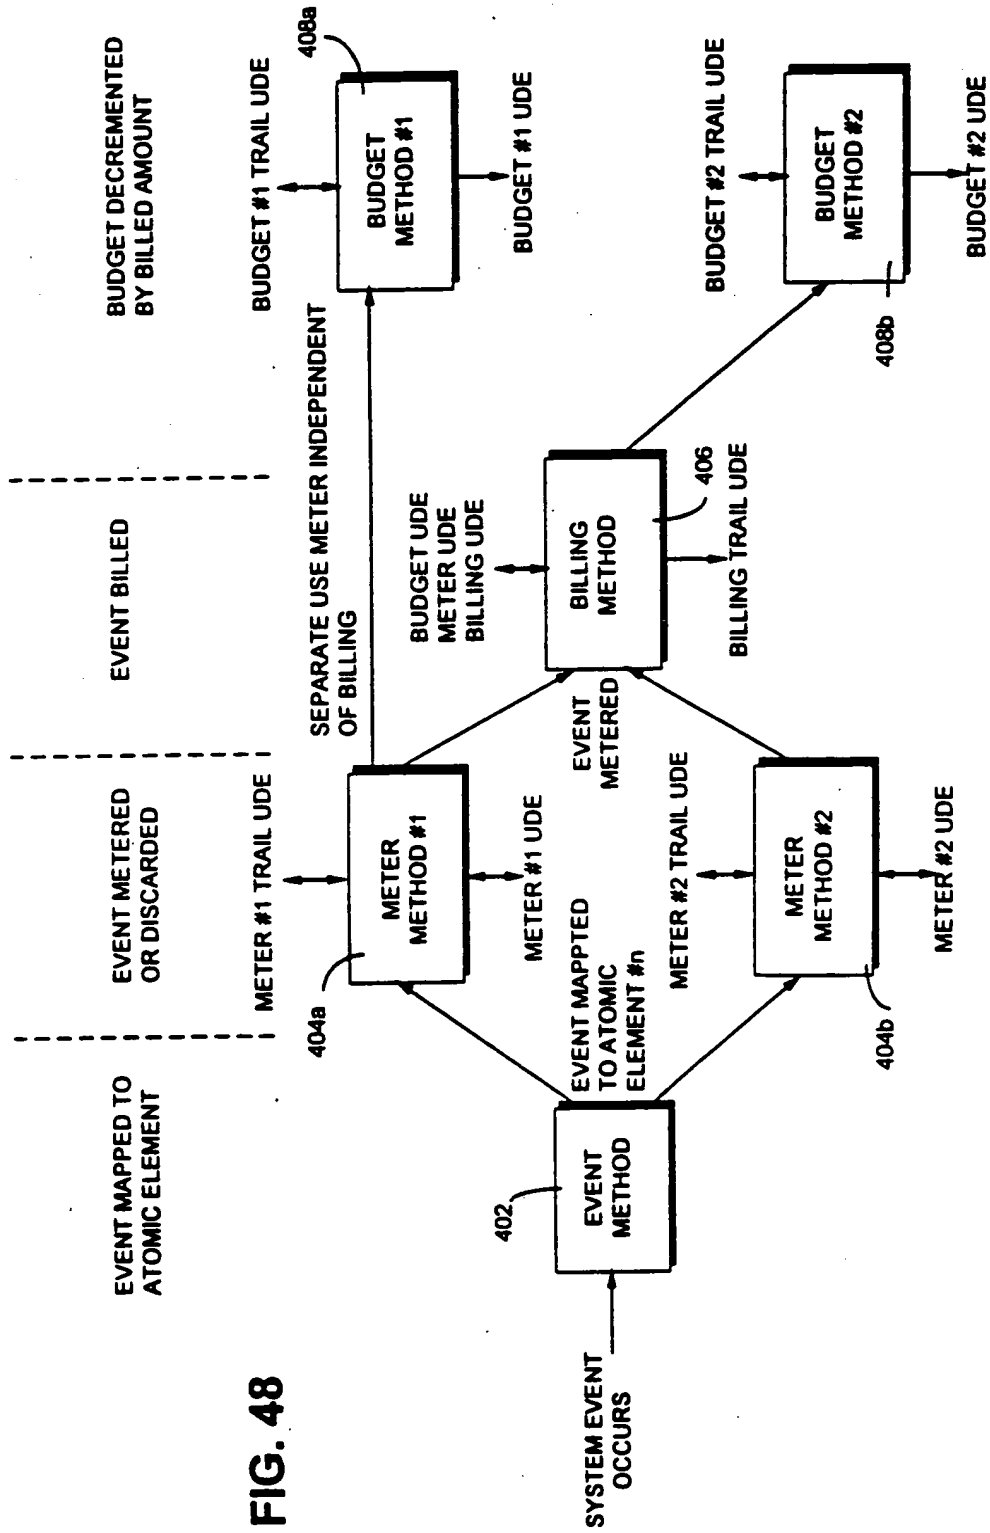 FIG. 48
EVENT MAPPED TO
ATOMIC ELEMENT
EVENT METERED
OR DISCARDED
EVENT BILLED
BUDGET DECREMENTED
BY BILLED AMOUNT
SYSTEM EVENT
OCCURS
402
EVENT
METHOD
EVENT MAPPTED
TO ATOMIC
ELEMENT #n
METER #1 TRAIL UDE
404a
METER
METHOD #1
METER #1 UDE
METER #2 TRAIL UDE
METER
METHOD #2
404b
METER #2 UDE
SEPARATE USE METER INDEPENDENT
OF BILLING
EVENT
METERED
BUDGET UDE
METER UDE
BILLING UDE
BILLING
METHOD
406
BILLING TRAIL UDE
BUDGET #1 TRAIL UDE
408a
BUDGET
METHOD #1
BUDGET #1 UDE
BUDGET #2 TRAIL UDE
BUDGET
METHOD #2
408b
BUDGET #2 UDE